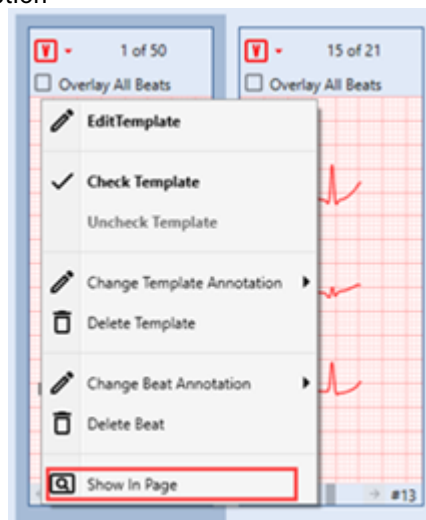 V 1 of 50 V 15 of 21
Overlay All Beats Overlay All Beats
EditTemplate
Check Template
Uncheck Template
Change Template Annotation
Delete Template
Change Beat Annotation
Delete Beat
Show In Page
#13